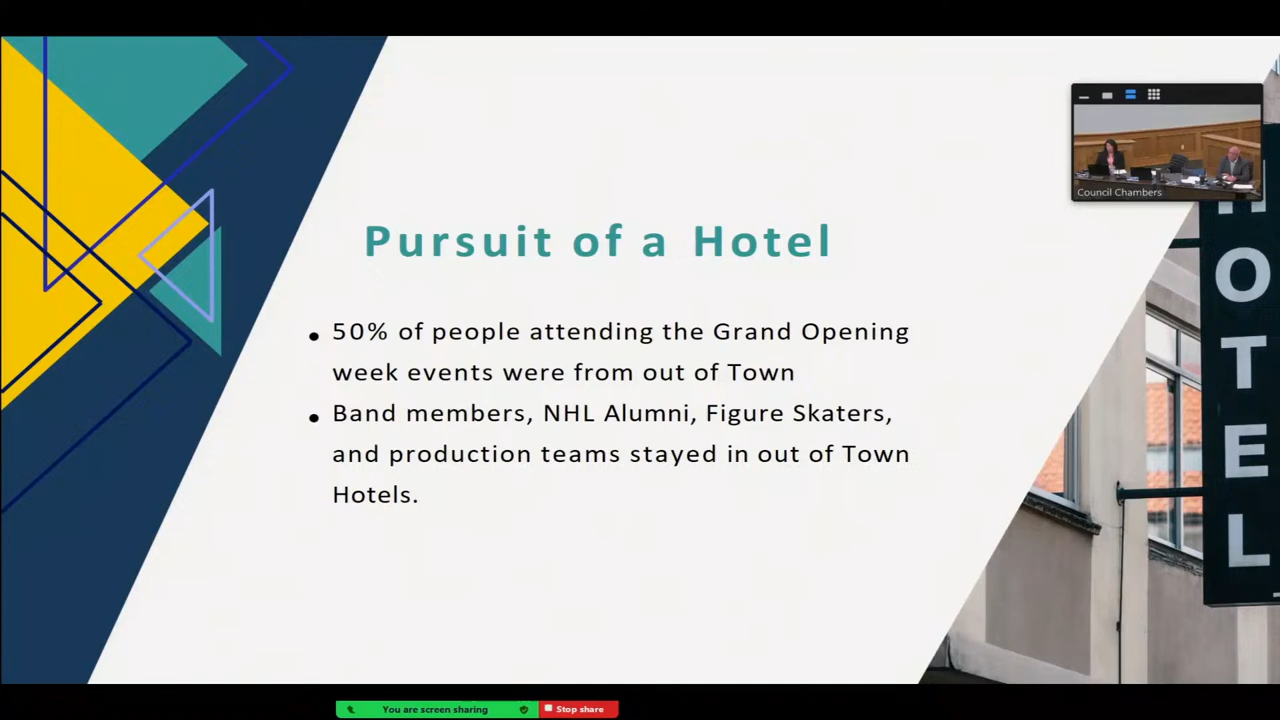 Council Chambers
Pursuit of a Hotel
• 50% of people attending the Grand Opening
week events were from out of Town
• Band members, NHL Alumni, Figure Skaters,
and production teams stayed in out of Town
Hotels.
HOTEL
You are screen sharing
Stop share